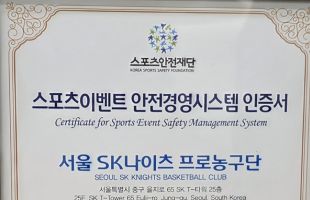 스포츠안전재단
KOREA SPORTS SAFETY FOUNDATION
스포츠이벤트 안전경영시스템 인증서
Certificate for Sports Event Safety Management System
서울 SK나이츠 프로농구단
SEOUL SK KNIGHTS BASKETBALL CLUB
서울특별시 중구 을지로 65 SK T-타워 25층
25F, SK T-Tower 65 Eulji-ro, Jung-gu, Seoul, South Korea